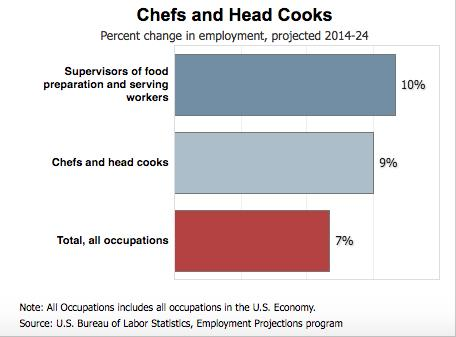 Chefs and Head Cooks
Percent change in employment, projected 2014-24
Supervisors of food
preparation and serving
workers
10%
Chefs and head cooks
9%
Total, all occupations
7%
Note: All Occupations includes all occupations in the U.S. Economy.
Source: U.S. Bureau of Labor Statistics, Employment Projections program